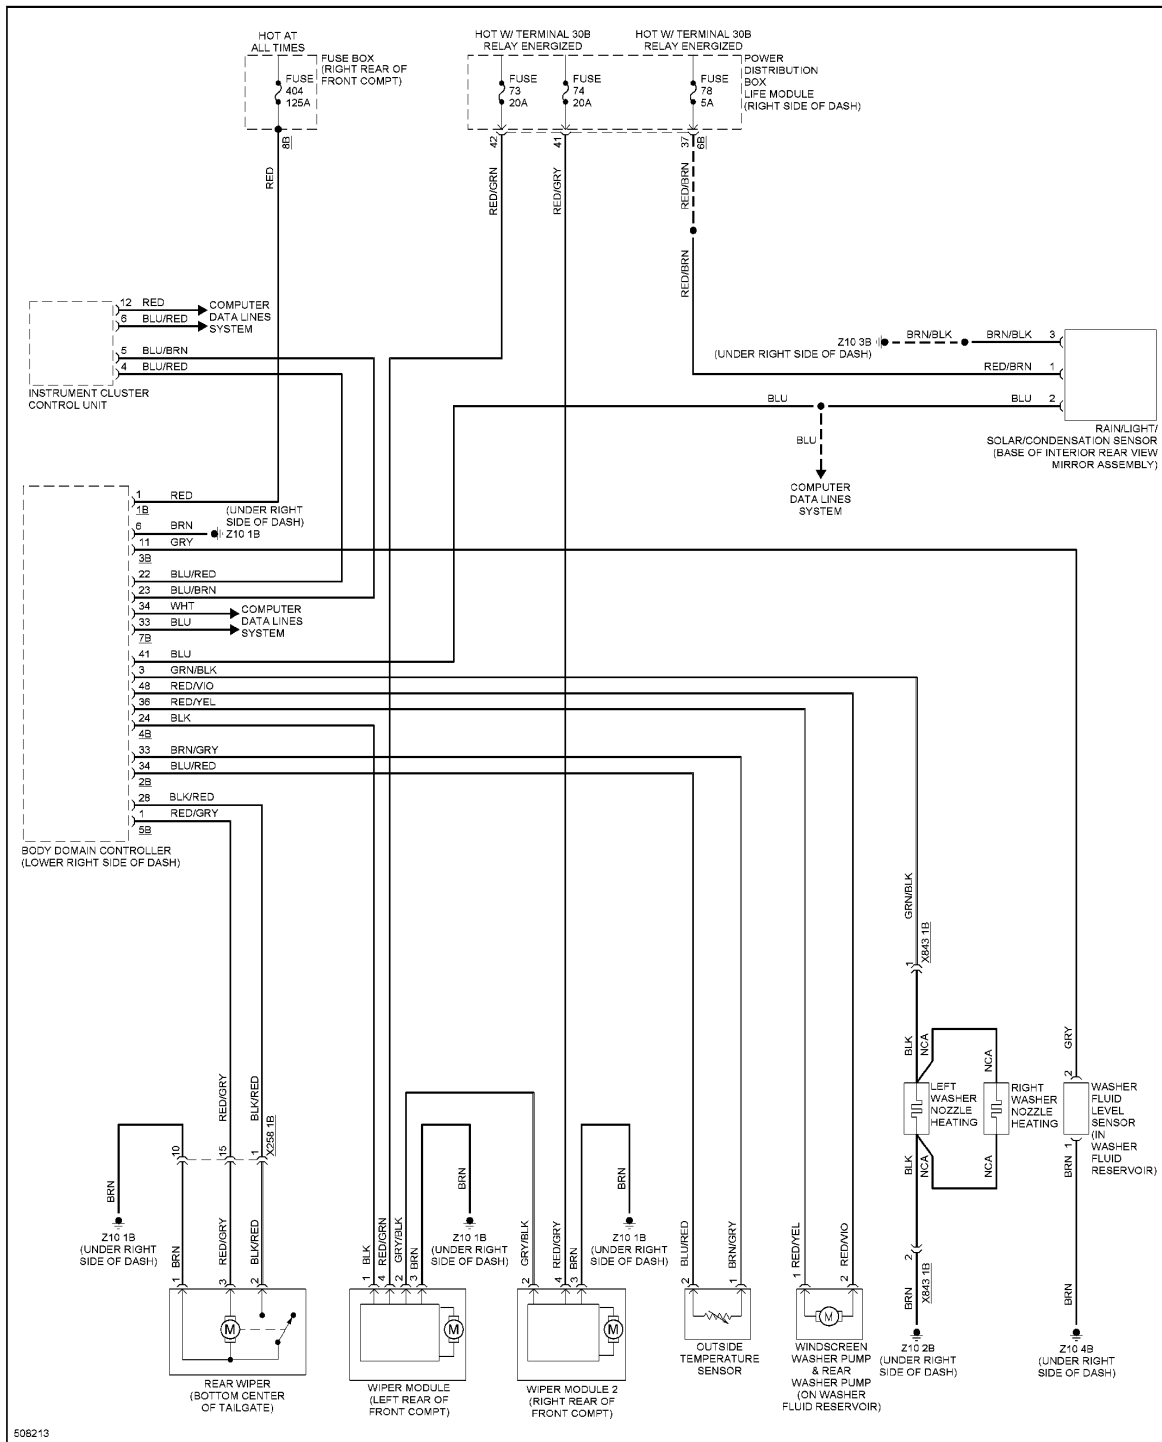 HOT AT
ALL TIMES
FUSE BOX
(RIGHT REAR OF
FRONT COMPT)
FUSE
404
125A
8B
RED
HOT W/ TERMINAL 30B
RELAY ENERGIZED
HOT W/ TERMINAL 30B
RELAY ENERGIZED
POWER
DISTRIBUTION
BOX
LIFE MODULE
(RIGHT SIDE OF DASH)
FUSE
73
20A
FUSE
74
20A
FUSE
78
5A
42
41
37
6B
RED/GRN
RED/GRY
RED/BRN
RED/BRN
12 RED
6 BLU/RED
COMPUTER
DATA LINES
SYSTEM
5 BLU/BRN
4 BLU/RED
INSTRUMENT CLUSTER
CONTROL UNIT
Z10 3B
(UNDER RIGHT SIDE OF DASH)
BRN/BLK
BRN/BLK 3
RED/BRN 1
BLU
BLU 2
BLU
COMPUTER
DATA LINES
SYSTEM
RAIN/LIGHT/
SOLAR/CONDENSATION SENSOR
(BASE OF INTERIOR REAR VIEW
MIRROR ASSEMBLY)
1 RED
1B
(UNDER RIGHT
SIDE OF DASH)
Z10 1B
6 BRN
11 GRY
3B
22 BLU/RED
23 BLU/BRN
34 WHT
33 BLU
7B
COMPUTER
DATA LINES
SYSTEM
41 BLU
3 GRN/BLK
48 RED/VIO
36 RED/YEL
24 BLK
4B
33 BRN/GRY
34 BLU/RED
2B
28 BLK/RED
1 RED/GRY
5B
BODY DOMAIN CONTROLLER
(LOWER RIGHT SIDE OF DASH)
GRN/BLK
1
X843 1B
BLK
NCA
NCA
GRY
2
LEFT
WASHER
NOZZLE
HEATING
RIGHT
WASHER
NOZZLE
HEATING
WASHER
FLUID
LEVEL
SENSOR
(IN
WASHER
FLUID
RESERVOIR)
BLK
NCA
NCA
1
BRN
2
X843 1B
BRN
BRN
Z10 2B
(UNDER RIGHT
SIDE OF DASH)
Z10 4B
(UNDER RIGHT
SIDE OF DASH)
RED/GRY
BLK/RED
10
15
1
X258 1B
BRN
Z10 1B
(UNDER RIGHT
SIDE OF DASH)
BRN
RED/GRY
BLK/RED
1
3
2
M
REAR WIPER
(BOTTOM CENTER
OF TAILGATE)
BLK
RED/GRN
GRY/BLK
BRN
1
4
2
3
BRN
Z10 1B
(UNDER RIGHT
SIDE OF DASH)
M
WIPER MODULE
(LEFT REAR OF
FRONT COMPT)
GRY/BLK
RED/GRY
BRN
2
4
3
BRN
Z10 1B
(UNDER RIGHT
SIDE OF DASH)
M
WIPER MODULE 2
(RIGHT REAR OF
FRONT COMPT)
BLU/RED
BRN/GRY
2
1
OUTSIDE
TEMPERATURE
SENSOR
RED/YEL
RED/VIO
1
2
M
WINDSCREEN
WASHER PUMP
& REAR
WASHER PUMP
(ON WASHER
FLUID RESERVOIR)
508213